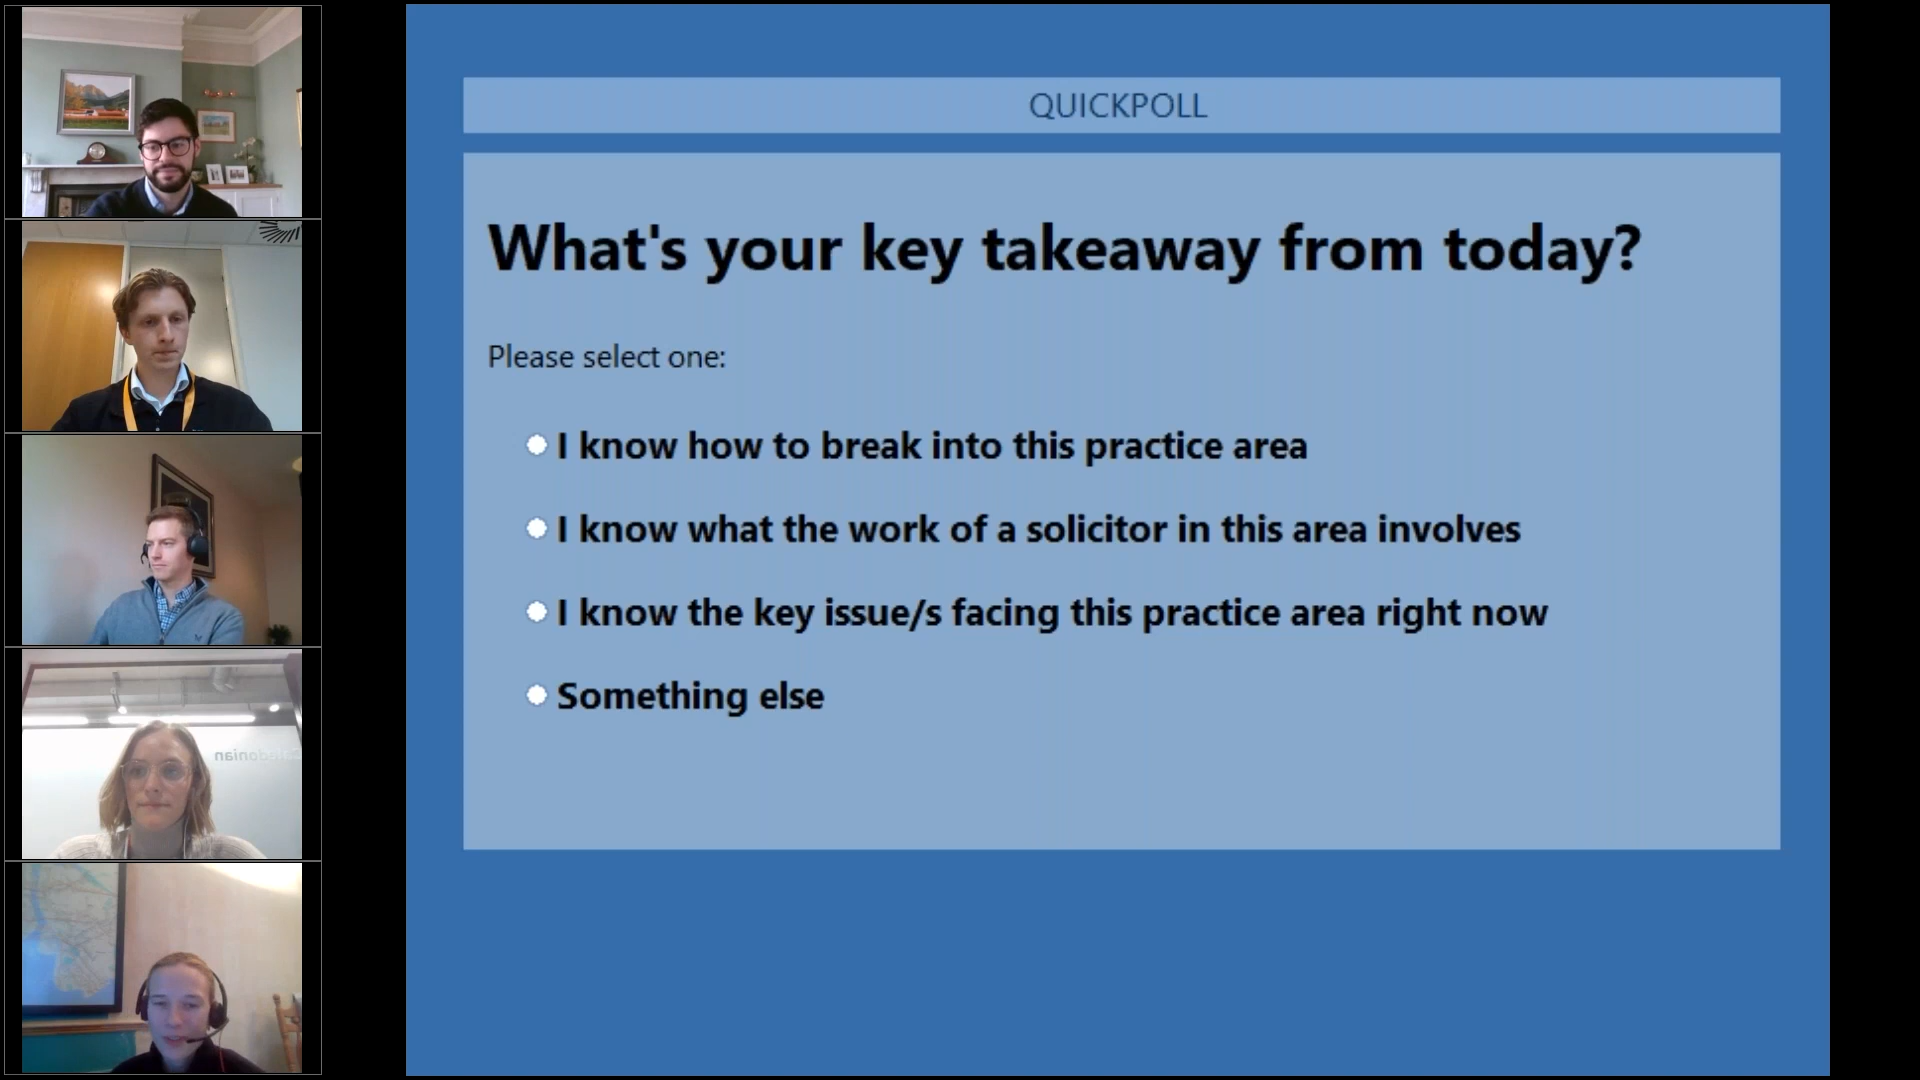 QUICKPOLL
What's your key takeaway from today?
Please select one:
I know how to break into this practice area
I know what the work of a solicitor in this area involves
I know the key issue/s facing this practice area right now
Something else
Caledonian